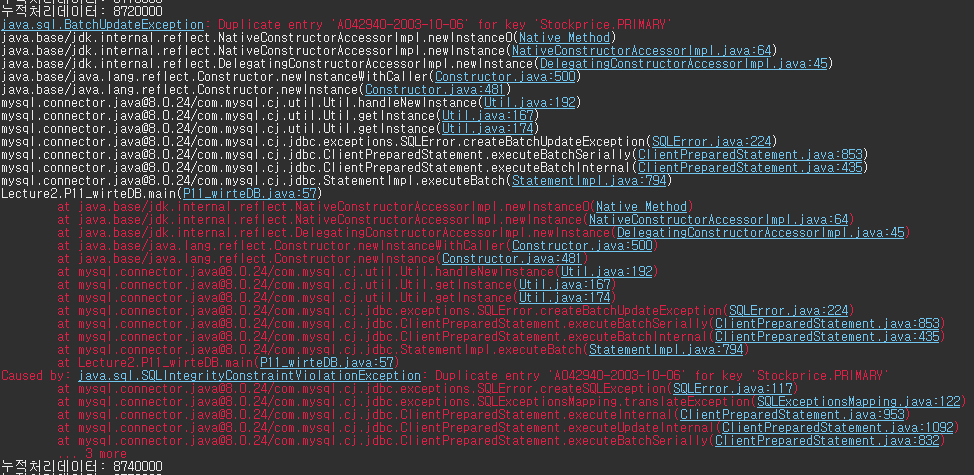 누적처리데이터: 8720000
java.sql.BatchUpdateException: Duplicate entry 'A042940-2003-10-06' for key 'Stockprice.PRIMARY'
java.base/jdk.internal.reflect.NativeConstructorAccessorImpl.newInstance0(Native Method)
java.base/jdk.internal.reflect.NativeConstructorAccessorImpl.newInstance(NativeConstructorAccessorImpl.java:64)
java.base/jdk.internal.reflect.DelegatingConstructorAccessorImpl.newInstance(DelegatingConstructorAccessorImpl.java:45)
java.base/java.lang.reflect.Constructor.newInstanceWithCaller(Constructor.java:500)
java.base/java.lang.reflect.Constructor.newInstance(Constructor.java:481)
mysql.connector.java@8.0.24/com.mysql.cj.util.Util.handleNewInstance(Util.java:192)
mysql.connector.java@8.0.24/com.mysql.cj.util.Util.getInstance(Util.java:167)
mysql.connector.java@8.0.24/com.mysql.cj.util.Util.getInstance(Util.java:174)
mysql.connector.java@8.0.24/com.mysql.cj.jdbc.exceptions.SQLError.createBatchUpdateException(SQLError.java:224)
mysql.connector.java@8.0.24/com.mysql.cj.jdbc.ClientPreparedStatement.executeBatchSerially(ClientPreparedStatement.java:853)
mysql.connector.java@8.0.24/com.mysql.cj.jdbc.ClientPreparedStatement.executeBatchInternal(ClientPreparedStatement.java:435)
mysql.connector.java@8.0.24/com.mysql.cj.jdbc.StatementImpl.executeBatch(StatementImpl.java:794)
Lecture2.P11_wirteDB.main(P11_wirteDB.java:57)
at java.base/jdk.internal.reflect.NativeConstructorAccessorImpl.newInstance0(Native Method)
at java.base/jdk.internal.reflect.NativeConstructorAccessorImpl.newInstance(NativeConstructorAccessorImpl.java:64)
at java.base/jdk.internal.reflect.DelegatingConstructorAccessorImpl.newInstance(DelegatingConstructorAccessorImpl.java:45)
at java.base/java.lang.reflect.Constructor.newInstanceWithCaller(Constructor.java:500)
at java.base/java.lang.reflect.Constructor.newInstance(Constructor.java:481)
at mysql.connector.java@8.0.24/com.mysql.cj.util.Util.handleNewInstance(Util.java:192)
at mysql.connector.java@8.0.24/com.mysql.cj.util.Util.getInstance(Util.java:167)
at mysql.connector.java@8.0.24/com.mysql.cj.util.Util.getInstance(Util.java:174)
at mysql.connector.java@8.0.24/com.mysql.cj.jdbc.exceptions.SQLError.createBatchUpdateException(SQLError.java:224)
at mysql.connector.java@8.0.24/com.mysql.cj.jdbc.ClientPreparedStatement.executeBatchSerially(ClientPreparedStatement.java:853)
at mysql.connector.java@8.0.24/com.mysql.cj.jdbc.ClientPreparedStatement.executeBatchInternal(ClientPreparedStatement.java:435)
at mysql.connector.java@8.0.24/com.mysql.cj.jdbc.StatementImpl.executeBatch(StatementImpl.java:794)
at Lecture2.P11_wirteDB.main(P11_wirteDB.java:57)
Caused by: java.sql.SQLIntegrityConstraintViolationException: Duplicate entry 'A042940-2003-10-06' for key 'Stockprice.PRIMARY'
at mysql.connector.java@8.0.24/com.mysql.cj.jdbc.exceptions.SQLError.createSQLException(SQLError.java:117)
at mysql.connector.java@8.0.24/com.mysql.cj.jdbc.exceptions.SQLExceptionsMapping.translateException(SQLExceptionsMapping.java:122)
at mysql.connector.java@8.0.24/com.mysql.cj.jdbc.ClientPreparedStatement.executeInternal(ClientPreparedStatement.java:953)
at mysql.connector.java@8.0.24/com.mysql.cj.jdbc.ClientPreparedStatement.executeUpdateInternal(ClientPreparedStatement.java:1092)
at mysql.connector.java@8.0.24/com.mysql.cj.jdbc.ClientPreparedStatement.executeBatchSerially(ClientPreparedStatement.java:832)
... 3 more
누적처리데이터: 8740000